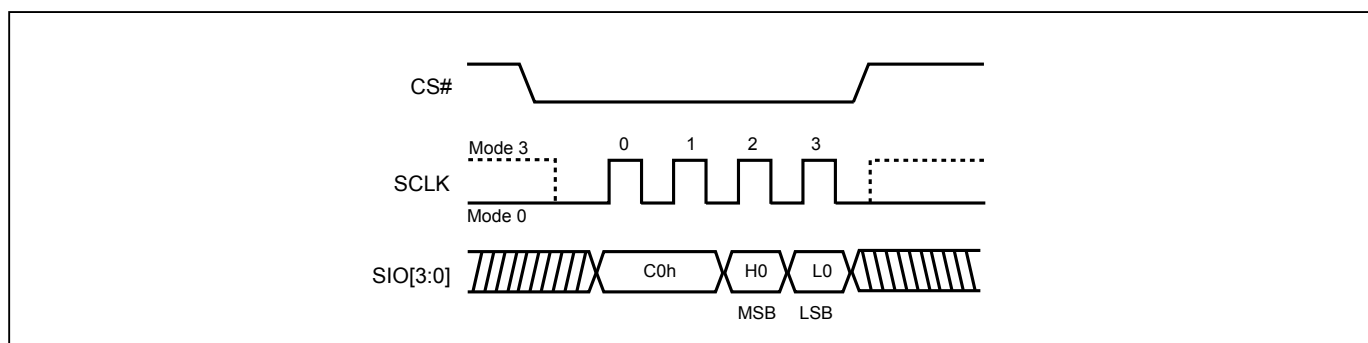 CS#
0 1 2 3
Mode 3
SCLK
Mode 0
SIO[3:0] C0h H0 L0
MSB LSB